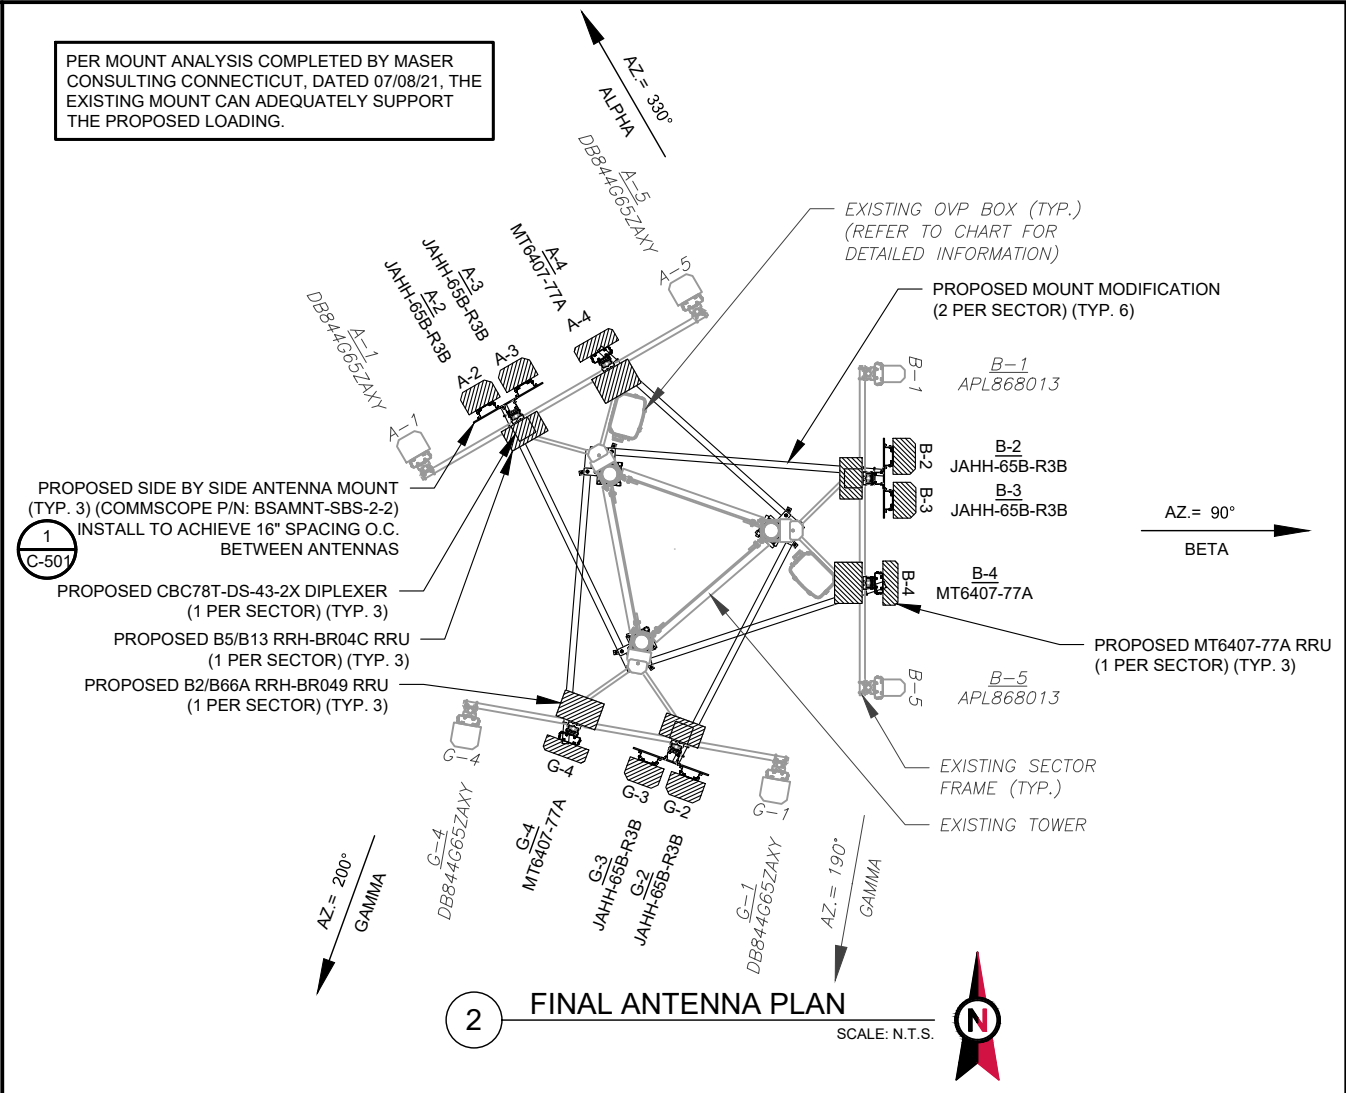 PER MOUNT ANALYSIS COMPLETED BY MASER
CONSULTING CONNECTICUT, DATED 07/08/21, THE
EXISTING MOUNT CAN ADEQUATELY SUPPORT
THE PROPOSED LOADING.
AZ.= 330°
ALPHA
A-5
DB844G65ZAXY
A-5
A-4
MT6407-77A
A-4
A-3
JAHH-65B-R3B
A-3
A-2
JAHH-65B-R3B
A-2
A-1
DB844G65ZAXY
A-1
EXISTING OVP BOX (TYP.)
(REFER TO CHART FOR
DETAILED INFORMATION)
PROPOSED MOUNT MODIFICATION
(2 PER SECTOR) (TYP. 6)
B-1
B-1
APL868013
B-2
B-2
JAHH-65B-R3B
B-3
B-3
JAHH-65B-R3B
AZ.= 90°
BETA
B-4
B-4
MT6407-77A
PROPOSED MT6407-77A RRU
(1 PER SECTOR) (TYP. 3)
B-5
B-5
APL868013
PROPOSED SIDE BY SIDE ANTENNA MOUNT
(TYP. 3) (COMMSCOPE P/N: BSAMNT-SBS-2-2)
INSTALL TO ACHIEVE 16" SPACING O.C.
BETWEEN ANTENNAS
1
C-501
PROPOSED CBC78T-DS-43-2X DIPLEXER
(1 PER SECTOR) (TYP. 3)
PROPOSED B5/B13 RRH-BR04C RRU
(1 PER SECTOR) (TYP. 3)
PROPOSED B2/B66A RRH-BR049 RRU
(1 PER SECTOR) (TYP. 3)
EXISTING SECTOR
FRAME (TYP.)
EXISTING TOWER
G-4
G-4
DB844G65ZAXY
G-4
G-4
MT6407-77A
G-3
G-3
JAHH-65B-R3B
G-2
G-2
JAHH-65B-R3B
G-1
G-1
DB844G65ZAXY
AZ.= 200°
GAMMA
AZ.= 190°
GAMMA
2
FINAL ANTENNA PLAN
SCALE: N.T.S.
N